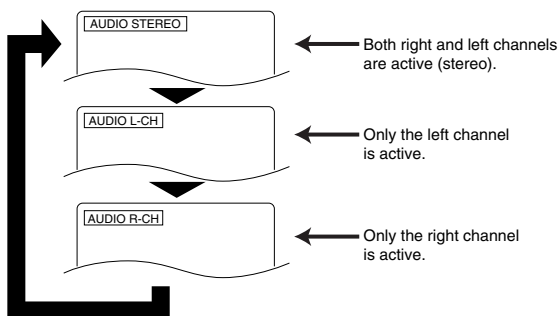 AUDIO STEREO
Both right and left channels
are active (stereo).
AUDIO L-CH
Only the left channel
is active.
AUDIO R-CH
Only the right channel
is active.